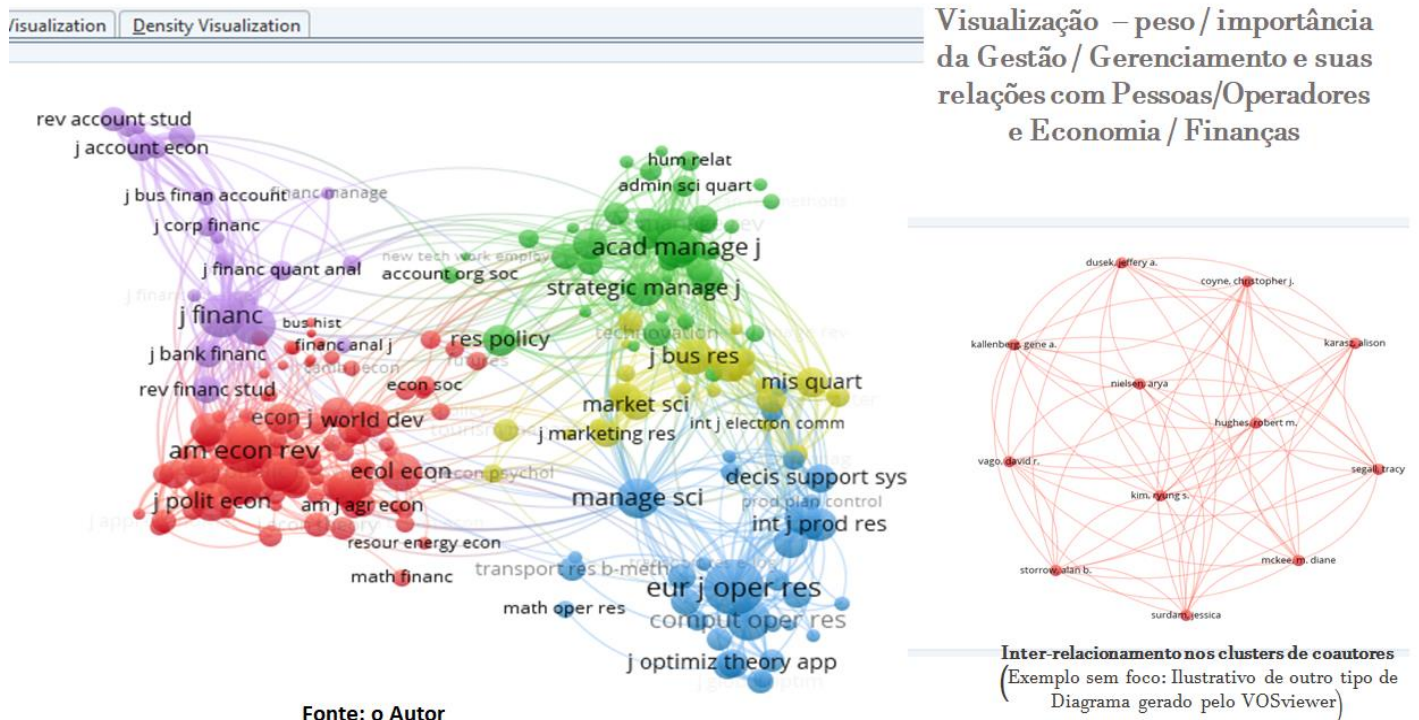 Visualization
Density Visualization
Visualização – peso / importância
da Gestão / Gerenciamento e suas
relações com Pessoas/Operadores
e Economia / Finanças
rev account stud
j account econ
j bus finan account
financ manage
j corp financ
j financ quant anal
j financ
bus hist
financ anal j
j bank financ
rev financ stud
econ soc
econ j
world dev
am econ rev
ecol econ
j polit econ
am j agr econ
resour energy econ
math financ
hum relat
admin sci quart
acad manage j
new tech work employ
account org soc
strategic manage j
res policy
technovation
futures
j bus res
mis quart
market sci
j marketing res
int j electron comm
econ psychol
manage sci
decis support sys
prod plan control
int j prod res
transport res b-meth
eur j oper res
math oper res
comput oper res
j optimiz theory app
dusek, jeffery a.
coyne, christopher j.
kallenberg, gene a.
karasz, alison
nielsen, arya
hughes, robert m.
vago, david r.
segall, tracy
kim, ryung s.
storrow, alan b.
mckee, m. diane
surdam, jessica
Inter-relacionamento nos clusters de coautores
(Exemplo sem foco: Ilustrativo de outro tipo de
Diagrama gerado pelo VOSviewer)
Fonte: o Autor